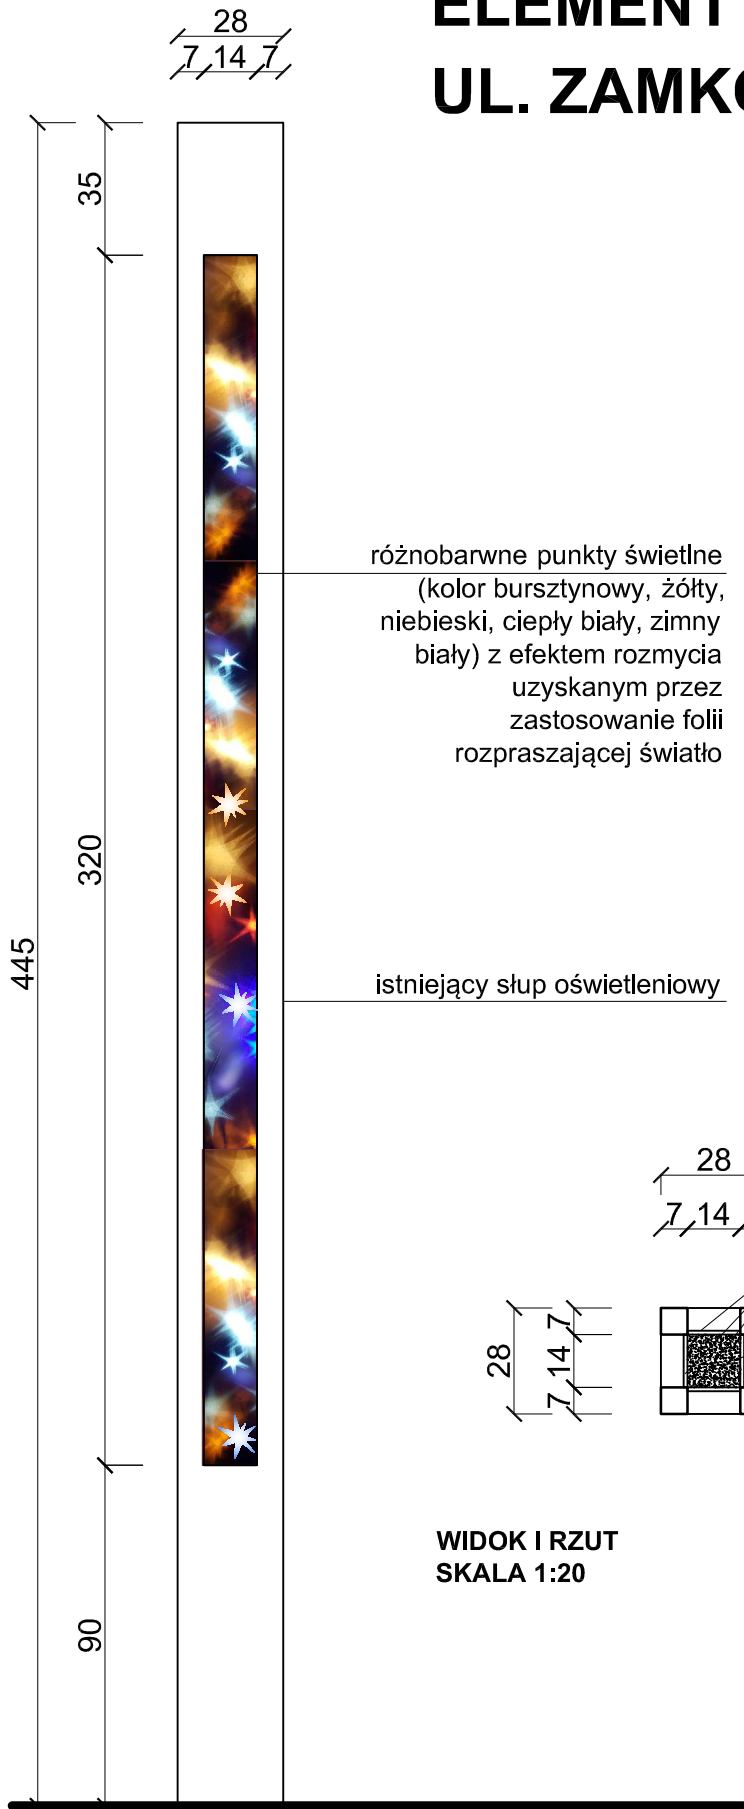 ELEMENT
UL. ZAMK
28
7 14 7
35
320
445
90
różnobarwne punkty świetlne
(kolor bursztynowy, żółty,
niebieski, ciepły biały, zimny
biały) z efektem rozmycia
uzyskanym przez
zastosowanie folii
rozpraszającej światło
istniejący słup oświetleniowy
28
7 14
28
7
14
7
WIDOK I RZUT
SKALA 1:20